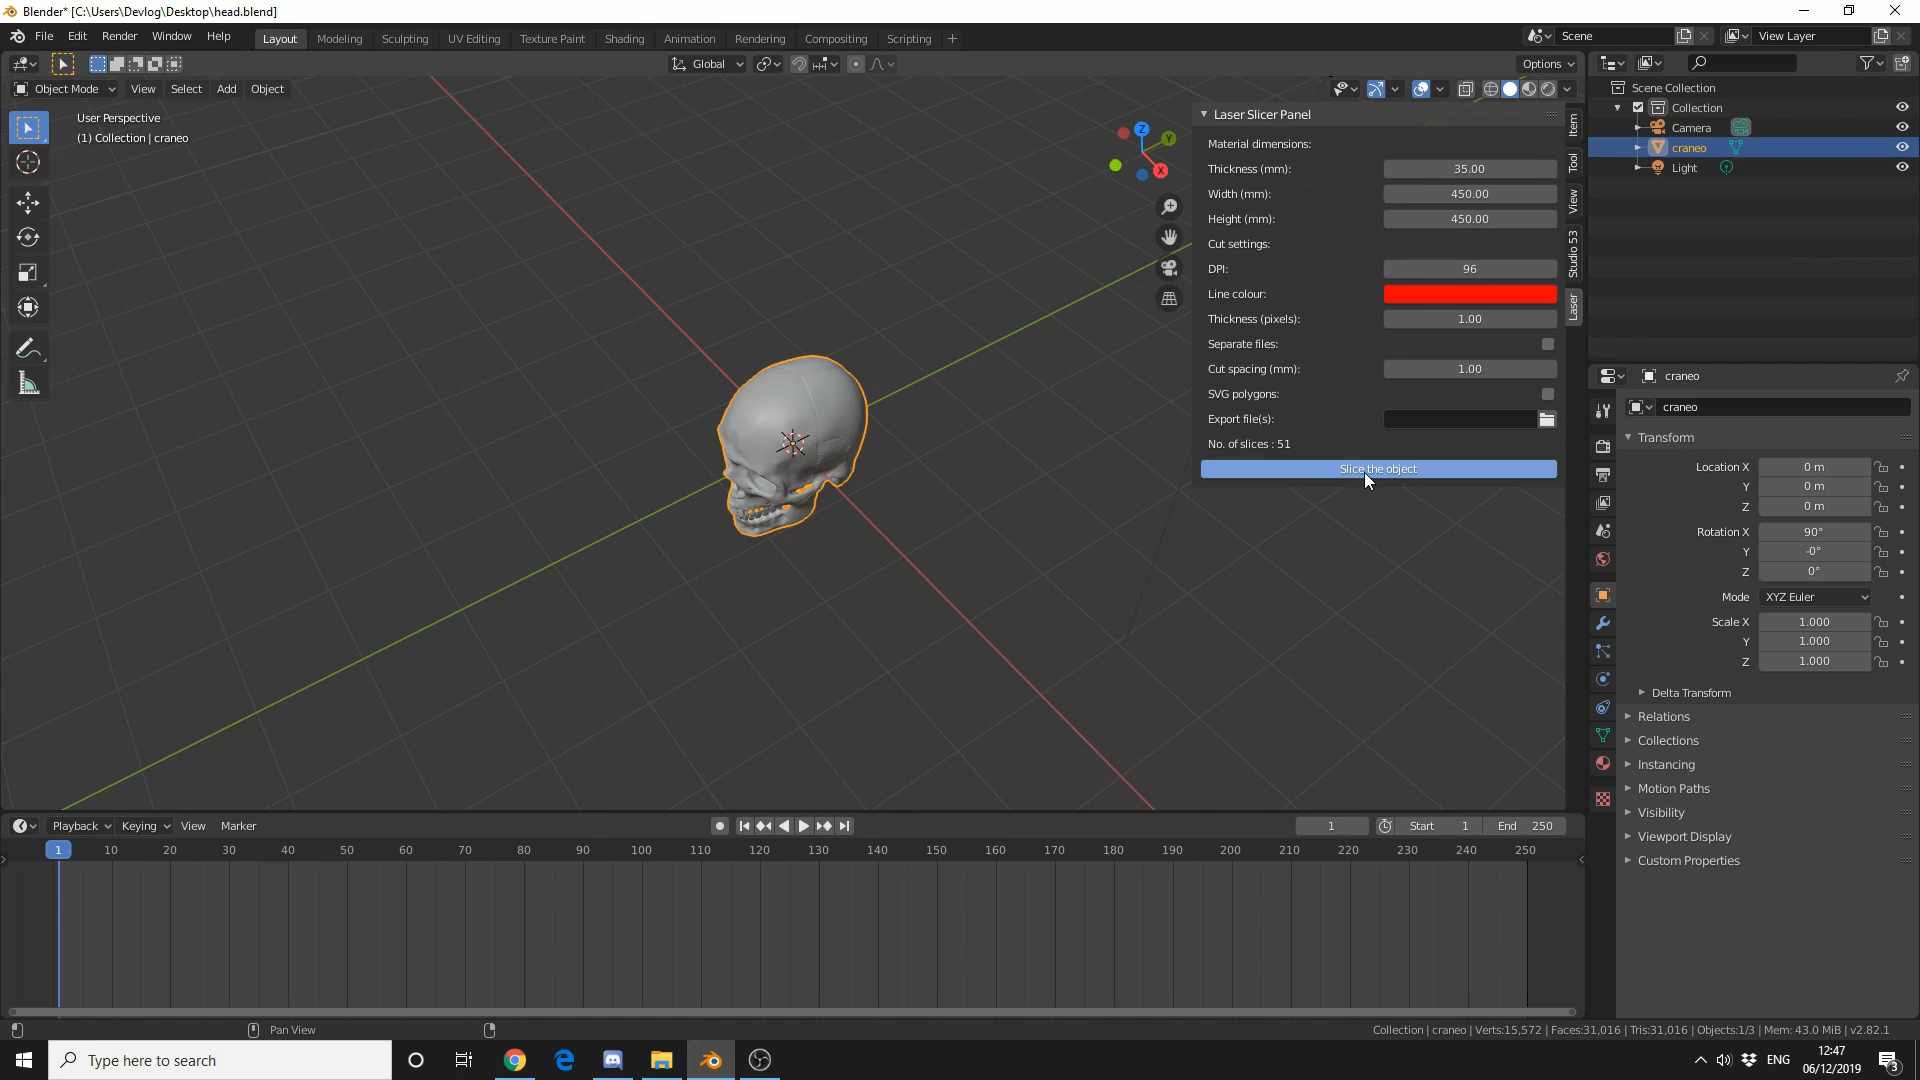 Blender* [C:\Users\Devlog\Desktop\head.blend]
File Edit Render Window Help
Layout Modeling Sculpting UV Editing Texture Paint Shading Animation Rendering Compositing Scripting +
Scene
View Layer
Global
Options
Object Mode View Select Add Object
User Perspective
(1) Collection | craneo
Z
Y
X
Laser Slicer Panel
Material dimensions:
Thickness (mm): 35.00
Width (mm): 450.00
Height (mm): 450.00
Cut settings:
DPI: 96
Line colour:
Thickness (pixels): 1.00
Separate files:
Cut spacing (mm): 1.00
SVG polygons:
Export file(s):
No. of slices : 51
Slice the object
Item
Tool
View
Studio 53
Laser
Scene Collection
Collection
Camera
craneo
Light
craneo
craneo
Transform
Location X 0 m
Y 0 m
Z 0 m
Rotation X 90°
Y -0°
Z 0°
Mode XYZ Euler
Scale X 1.000
Y 1.000
Z 1.000
Delta Transform
Relations
Collections
Instancing
Motion Paths
Visibility
Viewport Display
Custom Properties
Playback Keying View Marker
1 Start 1 End 250
1 10 20 30 40 50 60 70 80 90 100 110 120 130 140 150 160 170 180 190 200 210 220 230 240 250
Pan View
Collection | craneo | Verts:15,572 | Faces:31,016 | Tris:31,016 | Objects:1/3 | Mem: 43.0 MiB | v2.82.1
Type here to search
ENG
12:47
06/12/2019
3